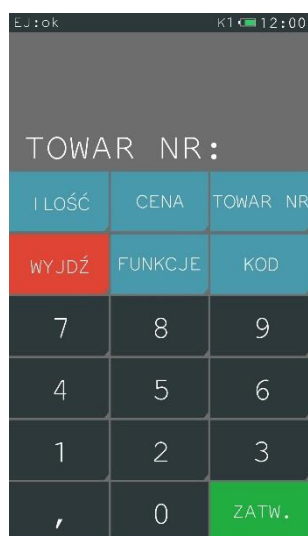 EJ:ok K1 12:00
TOWAR NR:
ILOŚĆ CENA TOWAR NR
WYJDŹ FUNKCJE KOD
7 8 9
4 5 6
1 2 3
, 0 ZATW.